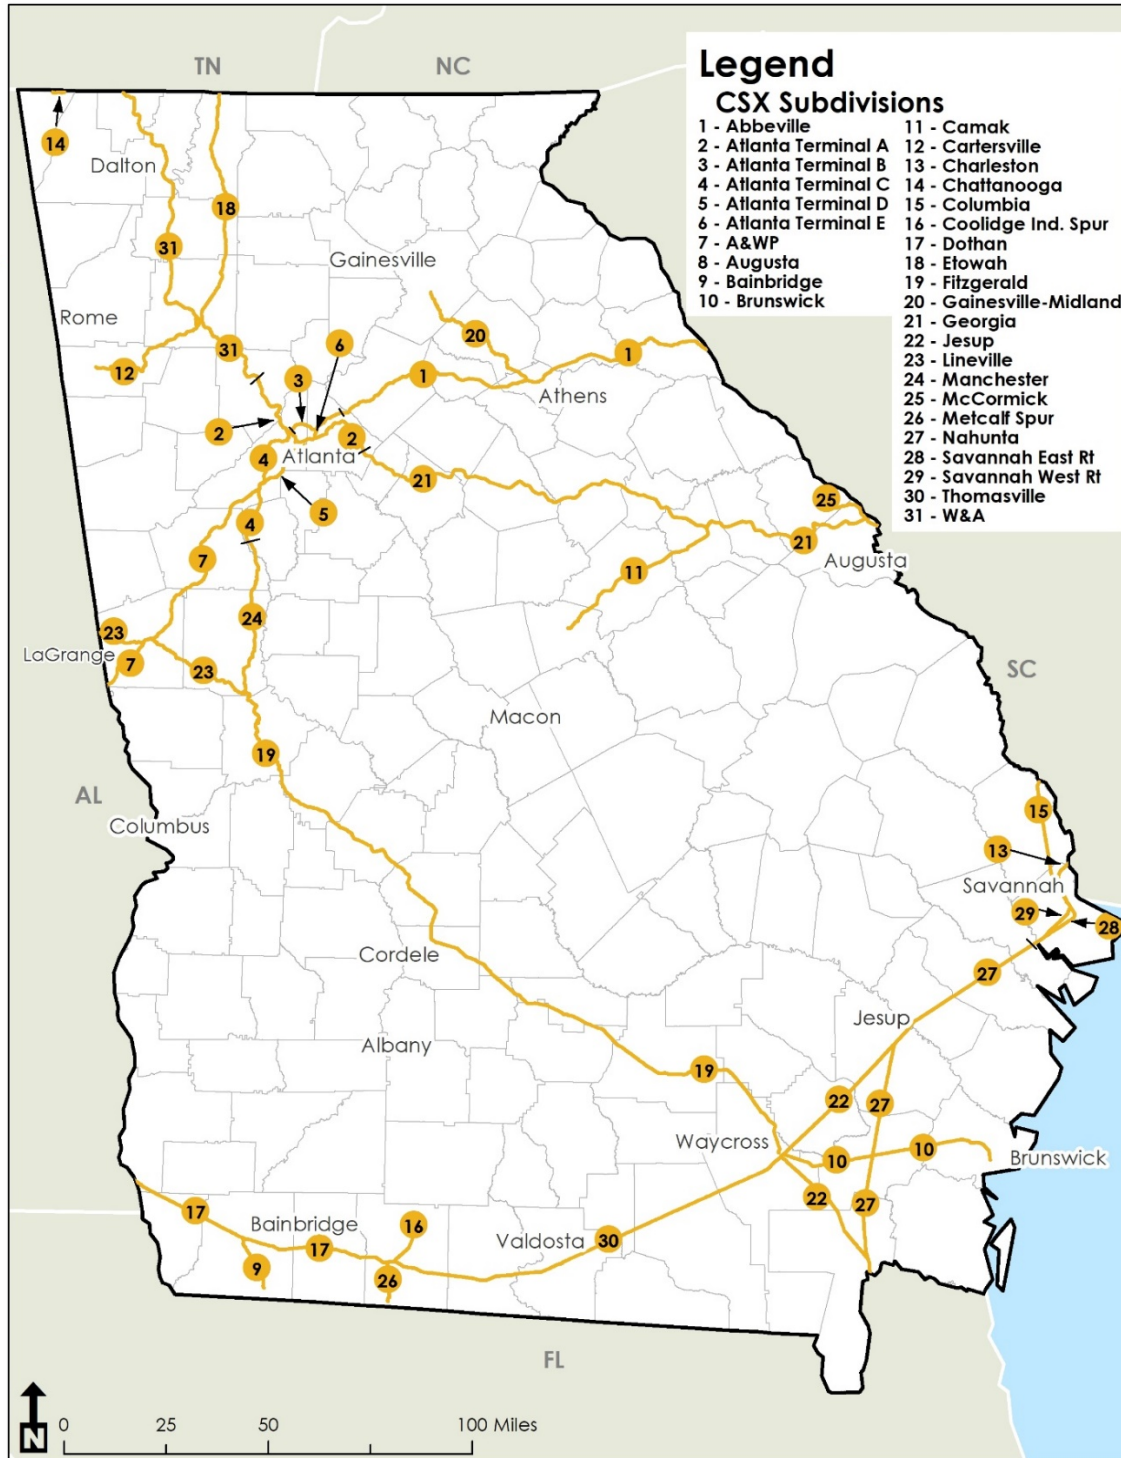 TN
NC
Legend
CSX Subdivisions
1 - Abbeville
2 - Atlanta Terminal A
3 - Atlanta Terminal B
4 - Atlanta Terminal C
5 - Atlanta Terminal D
6 - Atlanta Terminal E
7 - A&WP
8 - Augusta
9 - Bainbridge
10 - Brunswick
11 - Camak
12 - Cartersville
13 - Charleston
14 - Chattanooga
15 - Columbia
16 - Coolidge Ind. Spur
17 - Dothan
18 - Etowah
19 - Fitzgerald
20 - Gainesville-Midland
21 - Georgia
22 - Jesup
23 - Lineville
24 - Manchester
25 - McCormick
26 - Metcalf Spur
27 - Nahunta
28 - Savannah East Rt
29 - Savannah West Rt
30 - Thomasville
31 - W&A
14
Dalton
18
31
Gainesville
Rome
20
6
31
1
12
3
1
Athens
2
2
4
Atlanta
21
25
5
4
21
7
Augusta
11
24
23
LaGrange
7
23
SC
Macon
19
AL
15
Columbus
13
Savannah
29
28
Cordele
27
Jesup
Albany
19
22
27
Waycross
10
10
Brunswick
22
27
17
Bainbridge
16
Valdosta
30
17
9
26
FL
N
0
25
50
100 Miles